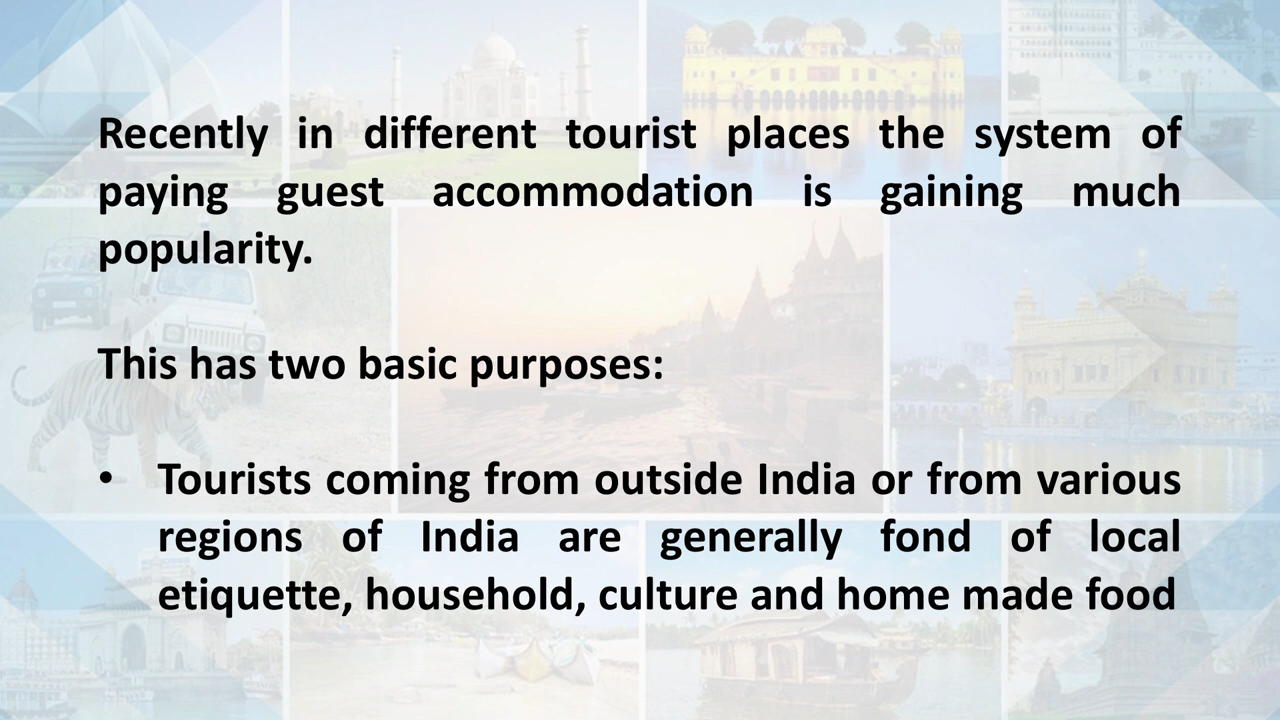 Recently in different tourist places the system of
paying guest accommodation is gaining much
popularity.
This has two basic purposes:
• Tourists coming from outside India or from various
regions of India are generally fond of local
etiquette, household, culture and home made food